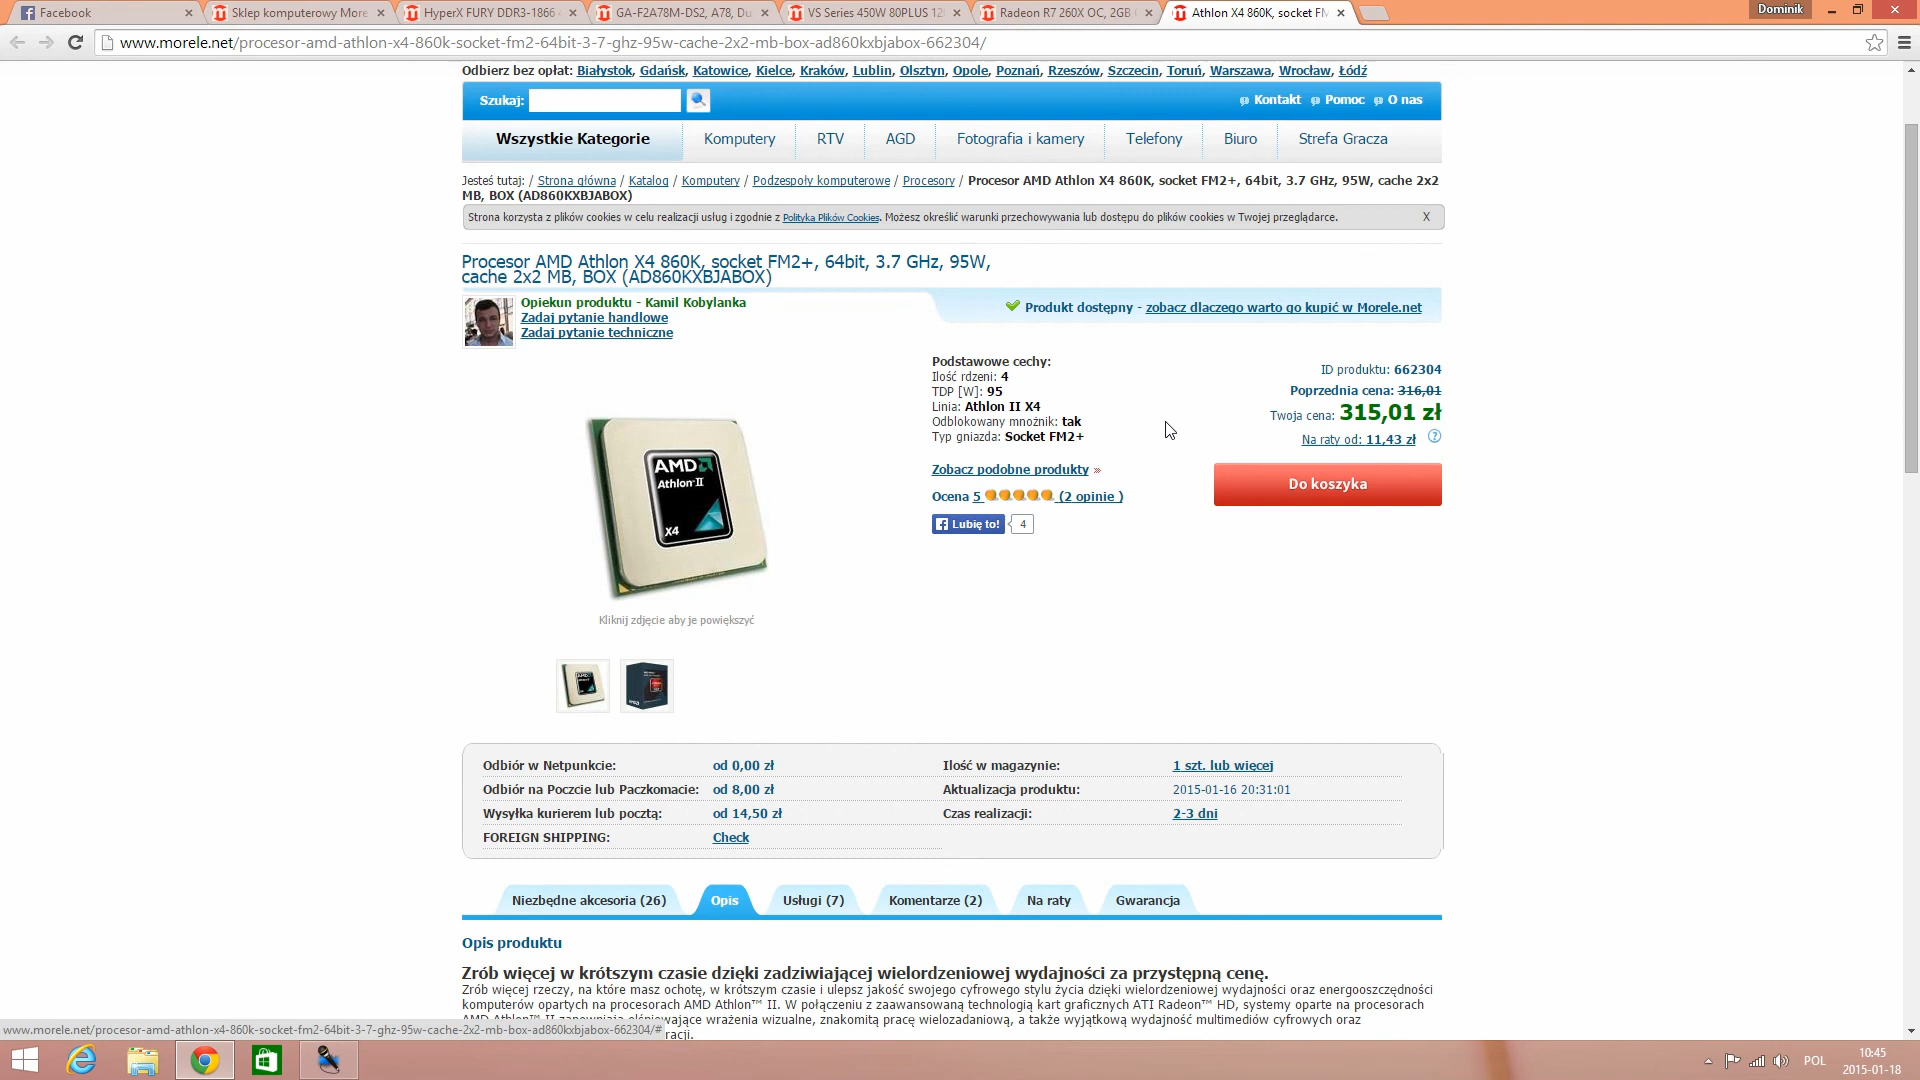 Facebook
Sklep komputerowy More
HyperX FURY DDR3-1866
GA-F2A78M-DS2, A78, Du
VS Series 450W 80PLUS 12
Radeon R7 260X OC, 2GB
Athlon X4 860K, socket FM
Dominik
www.morele.net/procesor-amd-athlon-x4-860k-socket-fm2-64bit-3-7-ghz-95w-cache-2x2-mb-box-ad860kxbjabox-662304/
Odbierz bez opłat: Białystok, Gdańsk, Katowice, Kielce, Kraków, Lublin, Olsztyn, Opole, Poznań, Rzeszów, Szczecin, Toruń, Warszawa, Wrocław, Łódź
Szukaj:
Kontakt Pomoc O nas
Wszystkie Kategorie Komputery RTV AGD Fotografia i kamery Telefony Biuro Strefa Gracza
Jesteś tutaj: / Strona główna / Katalog / Komputery / Podzespoły komputerowe / Procesory / Procesor AMD Athlon X4 860K, socket FM2+, 64bit, 3.7 GHz, 95W, cache 2x2
MB, BOX (AD860KXBJABOX)
Strona korzysta z plików cookies w celu realizacji usług i zgodnie z Polityką Plików Cookies. Możesz określić warunki przechowywania lub dostępu do plików cookies w Twojej przeglądarce. X
Procesor AMD Athlon X4 860K, socket FM2+, 64bit, 3.7 GHz, 95W,
cache 2x2 MB, BOX (AD860KXBJABOX)
Opiekun produktu - Kamil Kobylanka
Zadaj pytanie handlowe
Zadaj pytanie techniczne
Produkt dostępny - zobacz dlaczego warto go kupić w Morele.net
Podstawowe cechy:
Ilość rdzeni: 4
TDP [W]: 95
Linia: Athlon II X4
Odblokowany mnożnik: tak
Typ gniazda: Socket FM2+
Zobacz podobne produkty »
Ocena 5 (2 opinie )
Lubię to! 4
ID produktu: 662304
Poprzednia cena: 316,01
Twoja cena: 315,01 zł
Na raty od: 11,43 zł ?
Do koszyka
AMD
Athlon II
X4
Kliknij zdjęcie aby je powiększyć
Odbiór w Netpunkcie: od 0,00 zł
Odbiór na Poczcie lub Paczkomacie: od 8,00 zł
Wysyłka kurierem lub pocztą: od 14,50 zł
FOREIGN SHIPPING: Check
Ilość w magazynie: 1 szt. lub więcej
Aktualizacja produktu: 2015-01-16 20:31:01
Czas realizacji: 2-3 dni
Niezbędne akcesoria (26) Opis Usługi (7) Komentarze (2) Na raty Gwarancja
Opis produktu
Zrób więcej w krótszym czasie dzięki zadziwiającej wielordzeniowej wydajności za przystępną cenę.
Zrób więcej rzeczy, na które masz ochotę, w krótszym czasie i ulepsz jakość swojego cyfrowego stylu życia dzięki wielordzeniowej wydajności oraz energooszczędności
komputerów opartych na procesorach AMD Athlon™ II. W połączeniu z zaawansowaną technologią kart graficznych ATI Radeon™ HD, systemy oparte na procesorach
AMD Athlon™ II zapewniają olśniewające wrażenia wizualne, znakomitą pracę wielozadaniową, a także wyjątkową wydajność multimediów cyfrowych oraz
racji.
www.morele.net/procesor-amd-athlon-x4-860k-socket-fm2-64bit-3-7-ghz-95w-cache-2x2-mb-box-ad860kxbjabox-662304/#
POL
10:45
2015-01-18